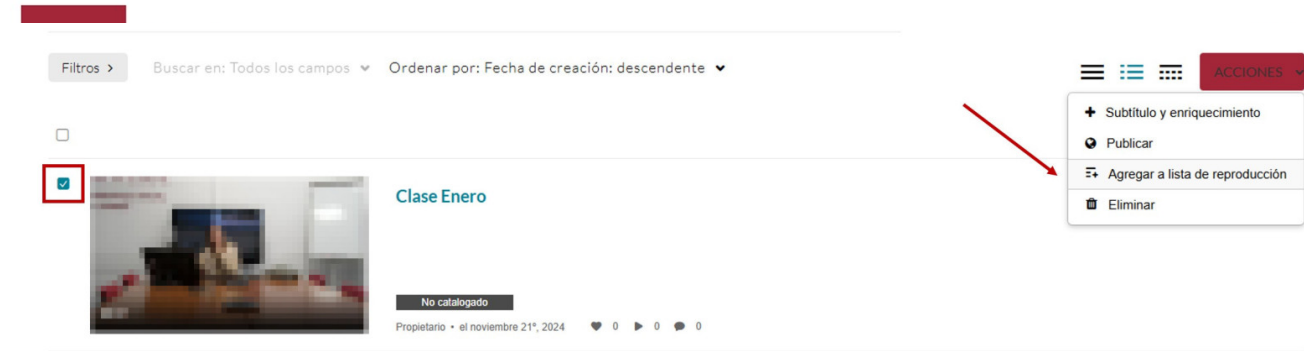 Filtros >
Buscar en: Todos los campos
Ordenar por: Fecha de creación: descendente
ACCIONES
Subtítulo y enriquecimiento
Publicar
Agregar a lista de reproducción
Eliminar
Clase Enero
No catalogado
Propietario • el noviembre 21º, 2024 0 0 0